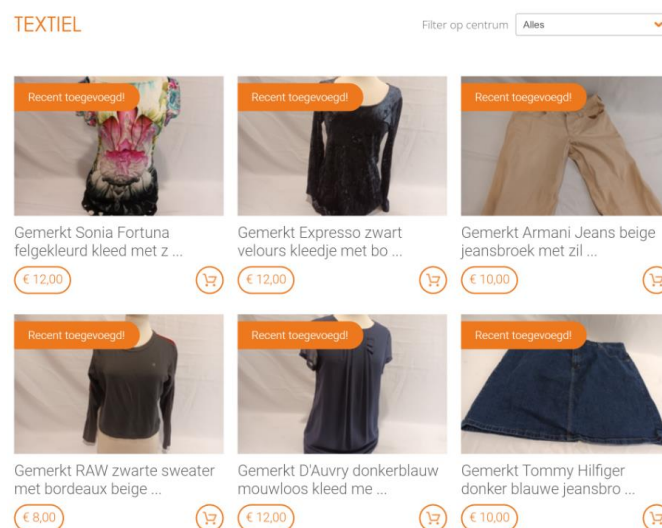 TEXTIEL
Filter op centrum Alles
Recent toegevoegd! Recent toegevoegd! Recent toegevoegd!
Gemerkt Sonia Fortuna
felgekleurd kleed met z ...
€ 12,00
Gemerkt Expresso zwart
velours kleedje met bo ...
€ 12,00
Gemerkt Armani Jeans beige
jeansbroek met zil ...
€ 10,00
Recent toegevoegd! Recent toegevoegd! Recent toegevoegd!
Gemerkt RAW zwarte sweater
met bordeaux beige ...
€ 8,00
Gemerkt D'Auvry donkerblauw
mouwloos kleed me ...
€ 12,00
Gemerkt Tommy Hilfiger
donker blauwe jeansbro ...
€ 10,00